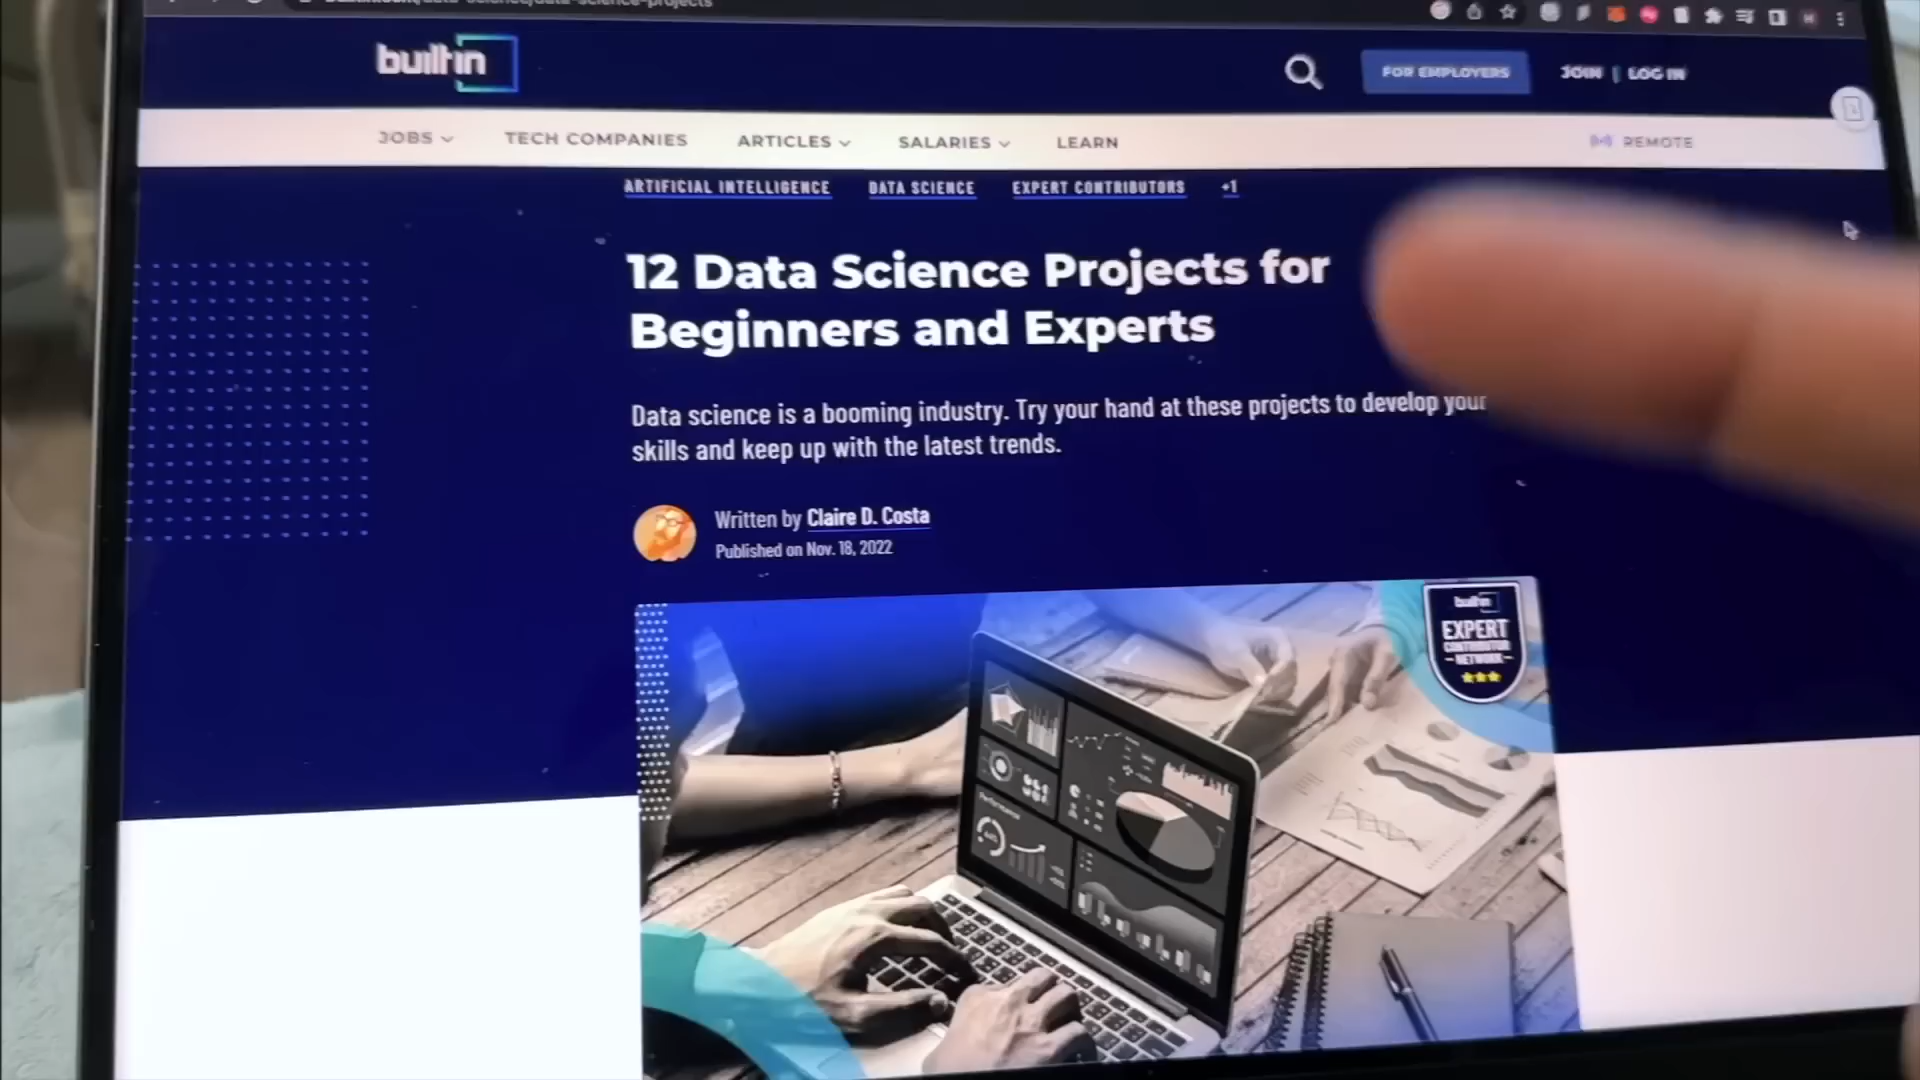 builtin
FOR EMPLOYERS
JOIN | LOG IN
JOBS
TECH COMPANIES
ARTICLES
SALARIES
LEARN
REMOTE
ARTIFICIAL INTELLIGENCE
DATA SCIENCE
EXPERT CONTRIBUTORS
+1
12 Data Science Projects for
Beginners and Experts
Data science is a booming industry. Try your hand at these projects to develop your
skills and keep up with the latest trends.
Written by Claire D. Costa
Published on Nov. 18, 2022
builtin
EXPERT
CONTRIBUTOR
NETWORK
Performance